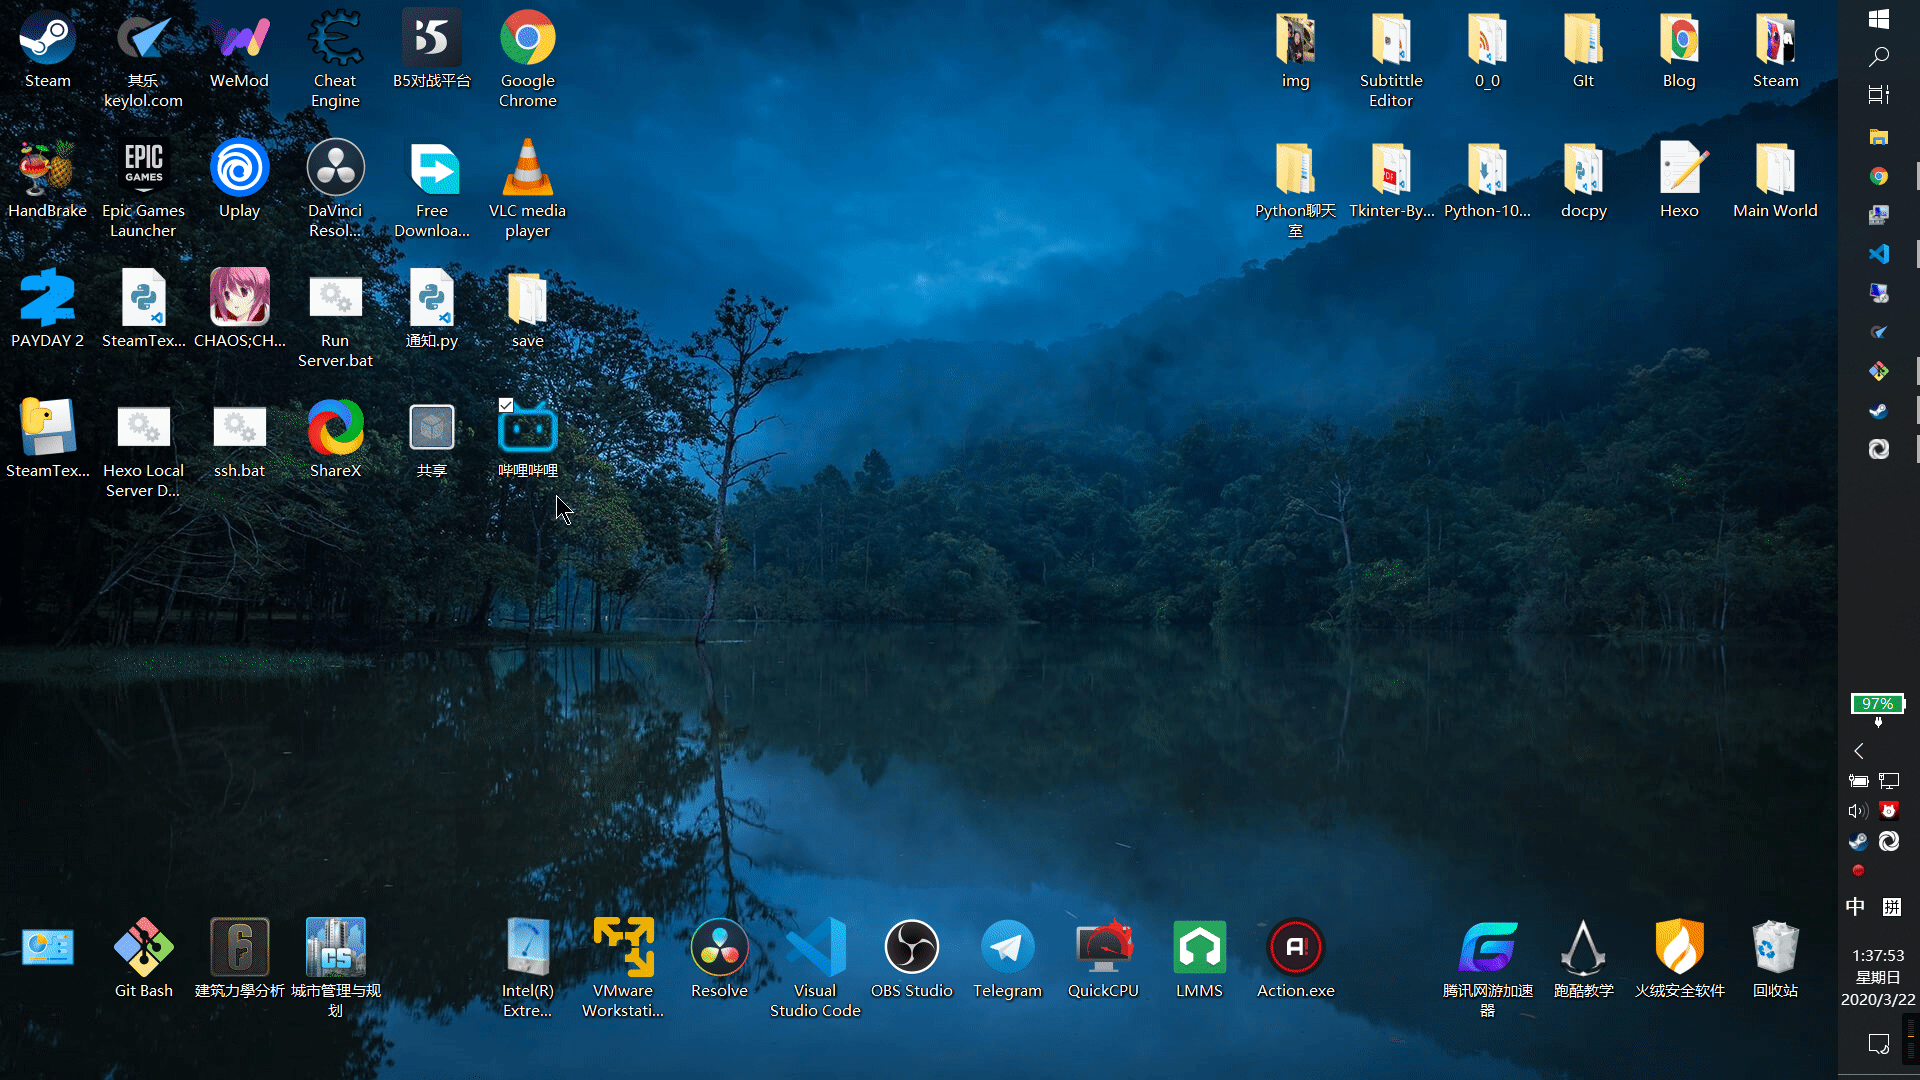 Steam
其乐
keylol.com
WeMod
Cheat
Engine
B5对战平台
Google
Chrome
img
Subtittle
Editor
0_0
GIt
Blog
Steam
HandBrake
EPIC
GAMES
Epic Games
Launcher
Uplay
DaVinci
Resol...
Free
Downloa...
VLC media
player
Python聊天
室
PDF
Tkinter-By...
Python-10...
docpy
Hexo
Main World
PAYDAY 2
SteamTex...
CHAOS;CH...
Run
Server.bat
通知.py
save
SteamTex...
Hexo Local
Server D...
ssh.bat
ShareX
共享
哔哩哔哩
97%
中
拼
Git Bash
6
建筑力學分析
CS
城市管理与规
划
Intel(R)
Extre...
VMware
Workstati...
Resolve
Visual
Studio Code
OBS Studio
Telegram
QuickCPU
LMMS
A!
Action.exe
腾讯网游加速
器
跑酷教学
火绒安全软件
回收站
1:37:53
星期日
2020/3/22